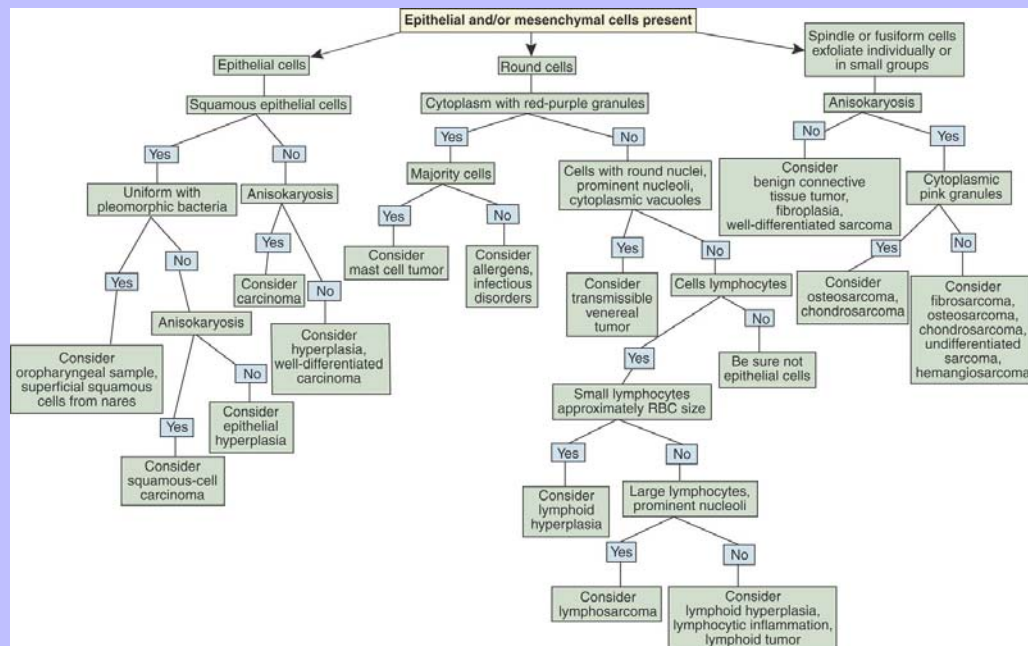 Epithelial and/or mesenchymal cells present
Epithelial cells
Squamous epithelial cells
Yes
No
Uniform with
pleomorphic bacteria
Anisokaryosis
Yes
No
Yes
No
Consider
carcinoma
Anisokaryosis
Consider
oropharyngeal sample,
superficial squamous
cells from nares
Consider
hyperplasia,
well-differentiated
carcinoma
Yes
No
Consider
epithelial
hyperplasia
Consider
squamous-cell
carcinoma
Round cells
Cytoplasm with red-purple granules
Yes
No
Majority cells
Yes
No
Consider
mast cell tumor
Consider
allergens,
infectious
disorders
Cells with round nuclei,
prominent nucleoli,
cytoplasmic vacuoles
Yes
No
Consider
transmissible
venereal
tumor
Cells lymphocytes
Yes
No
Be sure not
epithelial cells
Small lymphocytes
approximately RBC size
Yes
No
Consider
lymphoid
hyperplasia
Large lymphocytes,
prominent nucleoli
Yes
No
Consider
lymphosarcoma
Consider
lymphoid hyperplasia,
lymphocytic inflammation,
lymphoid tumor
Spindle or fusiform cells
exfoliate individually or
in small groups
Anisokaryosis
No
Yes
Consider
benign connective
tissue tumor,
fibroplasia,
well-differentiated sarcoma
Cytoplasmic
pink granules
Yes
No
Consider
osteosarcoma,
chondrosarcoma
Consider
fibrosarcoma,
osteosarcoma,
chondrosarcoma,
undifferentiated
sarcoma,
hemangiosarcoma